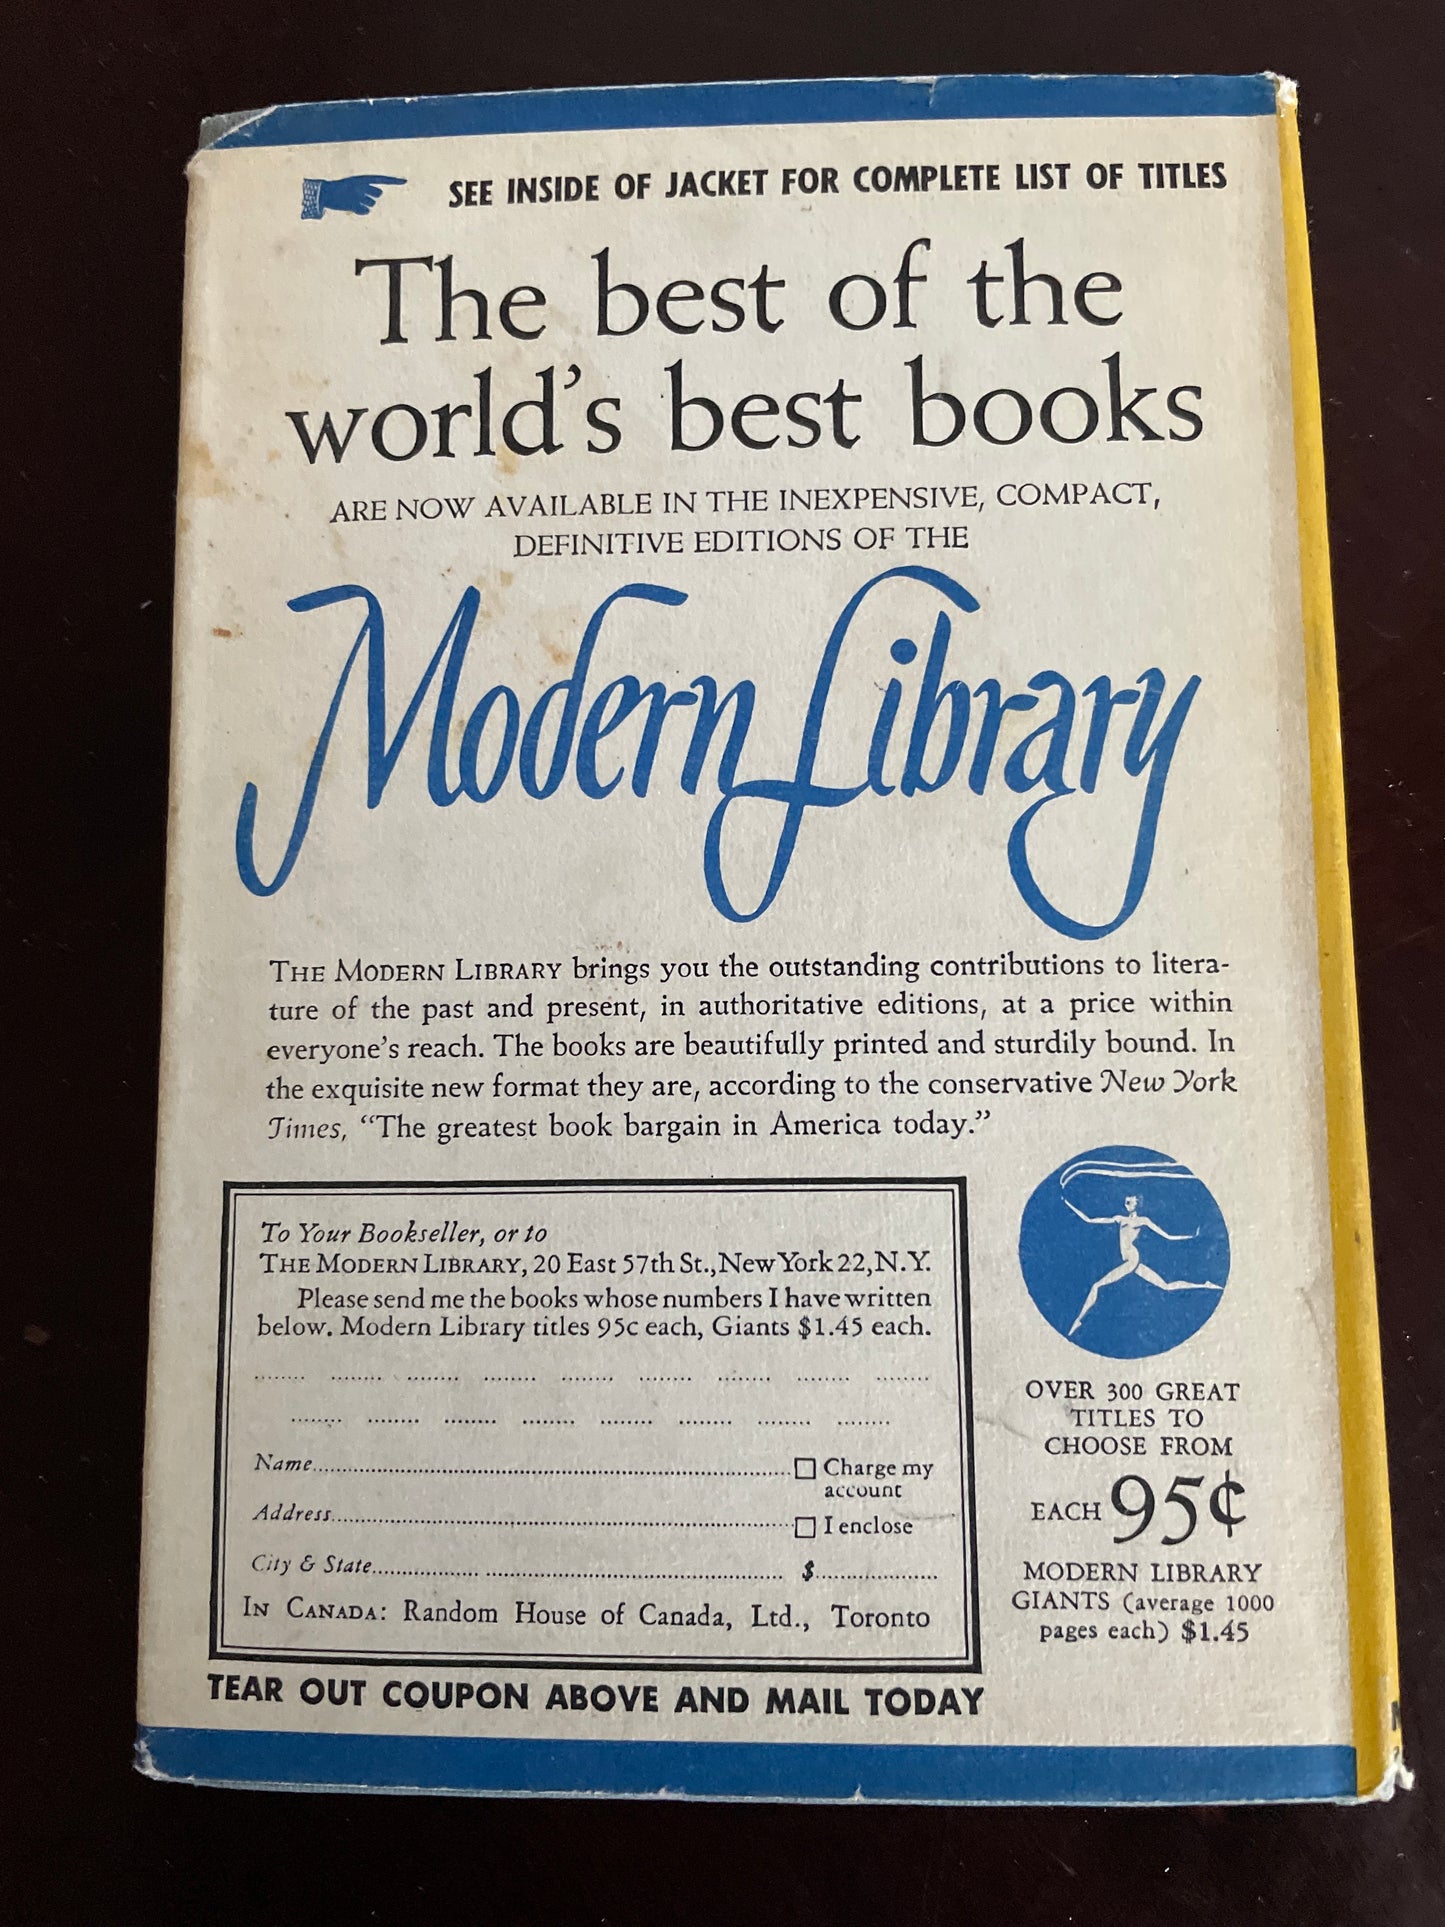 SEE INSIDE OF JACKET FOR COMPLETE LIST OF TITLES
The best of the
world's best books
ARE NOW AVAILABLE IN THE INEXPENSIVE, COMPACT,
DEFINITIVE EDITIONS OF THE
Modern Library
THE MODERN LIBRARY brings you the outstanding contributions to litera-
ture of the past and present, in authoritative editions, at a price within
everyone's reach. The books are beautifully printed and sturdily bound. In
the exquisite new format they are, according to the conservative New York
Times, “The greatest book bargain in America today.”
To Your Bookseller, or to
THE MODERN LIBRARY, 20 East 57th St., New York 22, N.Y.
Please send me the books whose numbers I have written
below. Modern Library titles 95c each, Giants $1.45 each.
Name
Charge my
account
Address
I enclose
City & State
$
IN CANADA: Random House of Canada, Ltd., Toronto
TEAR OUT COUPON ABOVE AND MAIL TODAY
OVER 300 GREAT
TITLES TO
CHOOSE FROM
EACH 95¢
MODERN LIBRARY
GIANTS (average 1000
pages each) $1.45